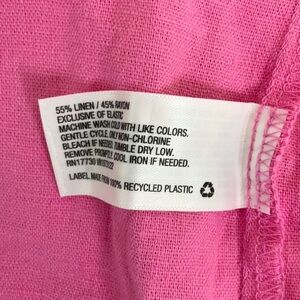 55% LINEN / 45% RAYON
EXCLUSIVE OF ELASTIC
MACHINE WASH COLD WITH LIKE COLORS.
GENTLE CYCLE. ONLY NON-CHLORINE
BLEACH IF NEEDED. TUMBLE DRY LOW.
REMOVE PROMPTLY. COOL IRON IF NEEDED.
RN17730
LABEL MADE FROM 100% RECYCLED PLASTIC